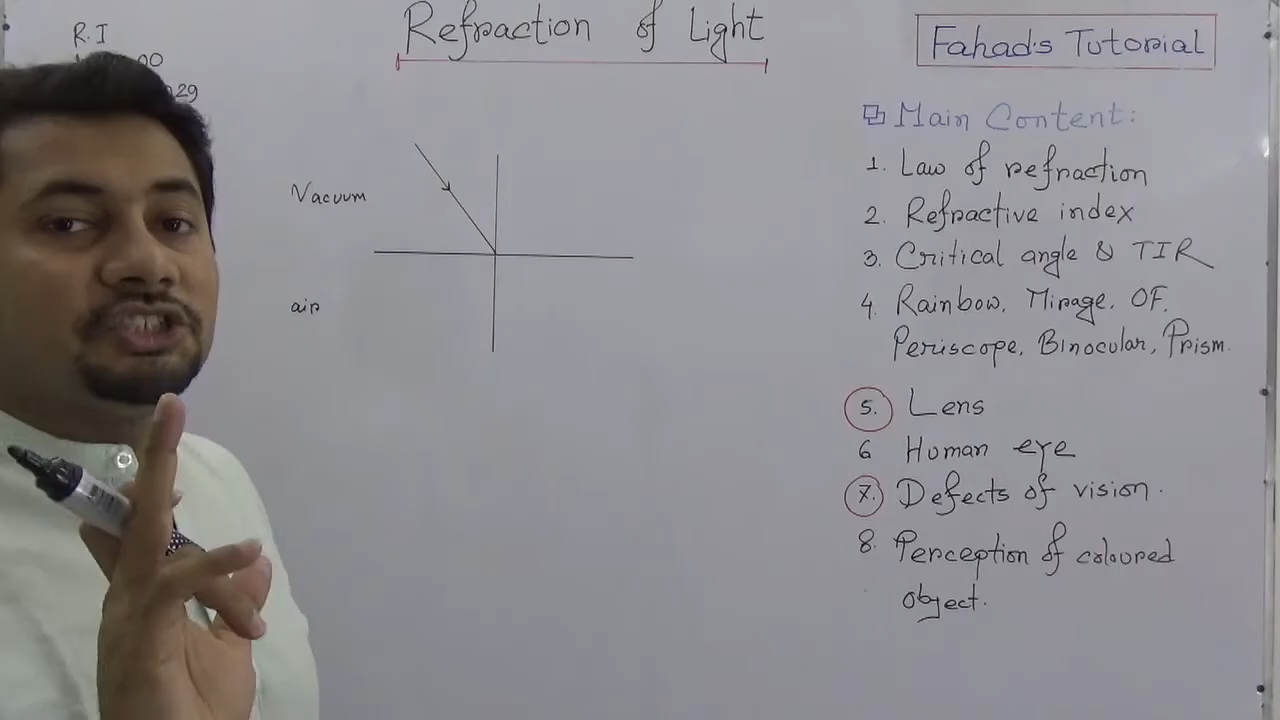 Refraction of Light
Fahad's Tutorial
R.I
00
29
Vacuum
air
Main Content:
1. Law of refraction
2. Refractive index
3. Critical angle & TIR
4. Rainbow, Mirage, OF,
Periscope, Binocular, Prism.
5. Lens
6 Human eye
7. Defects of vision.
8. Perception of coloured
object.